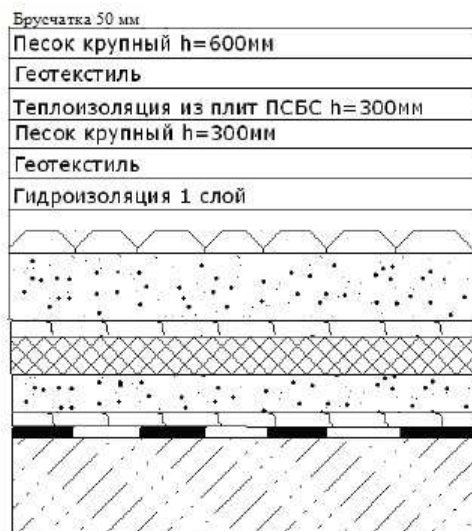 Брусчатка 50 мм
Песок крупный h=600мм
Геотекстиль
Теплоизоляция из плит ПСБС h=300мм
Песок крупный h=300мм
Геотекстиль
Гидроизоляция 1 слой